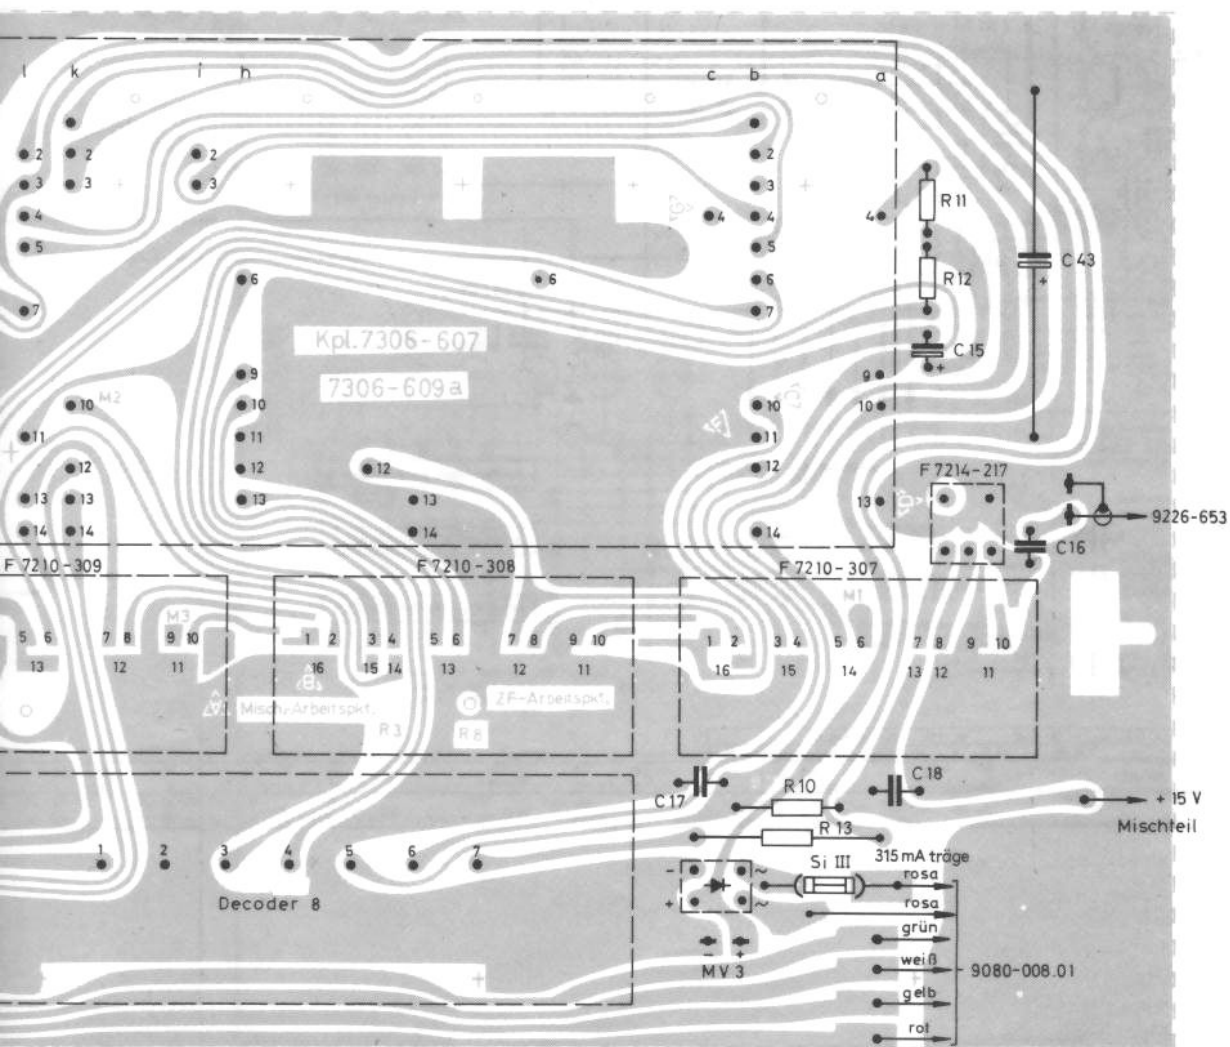 l k i h c b a
2 2 2 2
3 3 3 3
4 4 4 4 R 11
5 5
6 6 6 R 12 C 43 +
7 7
Kpl. 7306-607
C 15 +
7306-609a
9 9
10 M2 10 10 10
11 11 11
12 12 12 12
F 7214-217
13 13 13 13 13
9226-653
14 14 14 14
C 16
F 7210-309 F 7210-308 F 7210-307
M3 M1
5 6 7 8 9 10 1 2 3 4 5 6 7 8 9 10 1 2 3 4 5 6 7 8 9 10
13 12 11 16 15 14 13 12 11 16 15 14 13 12 11
B
A Misch-Arbeitspkt. ZF-Arbeitspkt.
R 3 R 8
C 17 R 10 C 18
+ 15 V
Mischteil
R 13
1 2 3 4 5 6 7
Si III 315 mA träge
- ~ rosa
Decoder 8
+ ~ rosa
grün
- +
MV 3
weiß
9080-008.01
gelb
rot